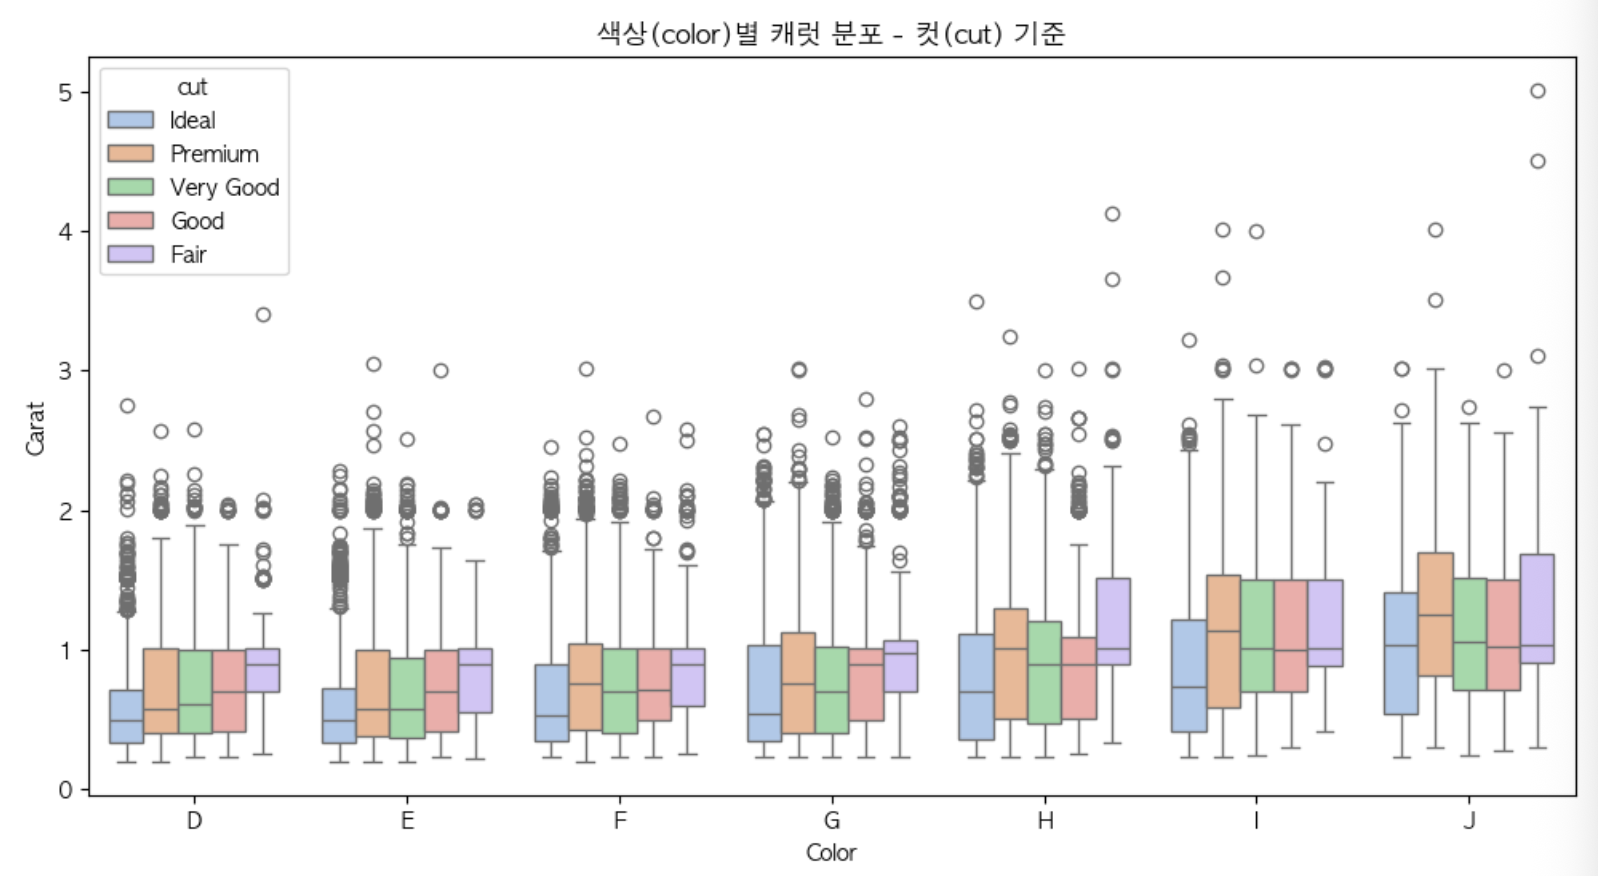 색상(color)별 캐럿 분포 - 컷(cut) 기준
cut
Ideal
Premium
Very Good
Good
Fair
Carat
5
4
3
2
1
0
D E F G H I J
Color